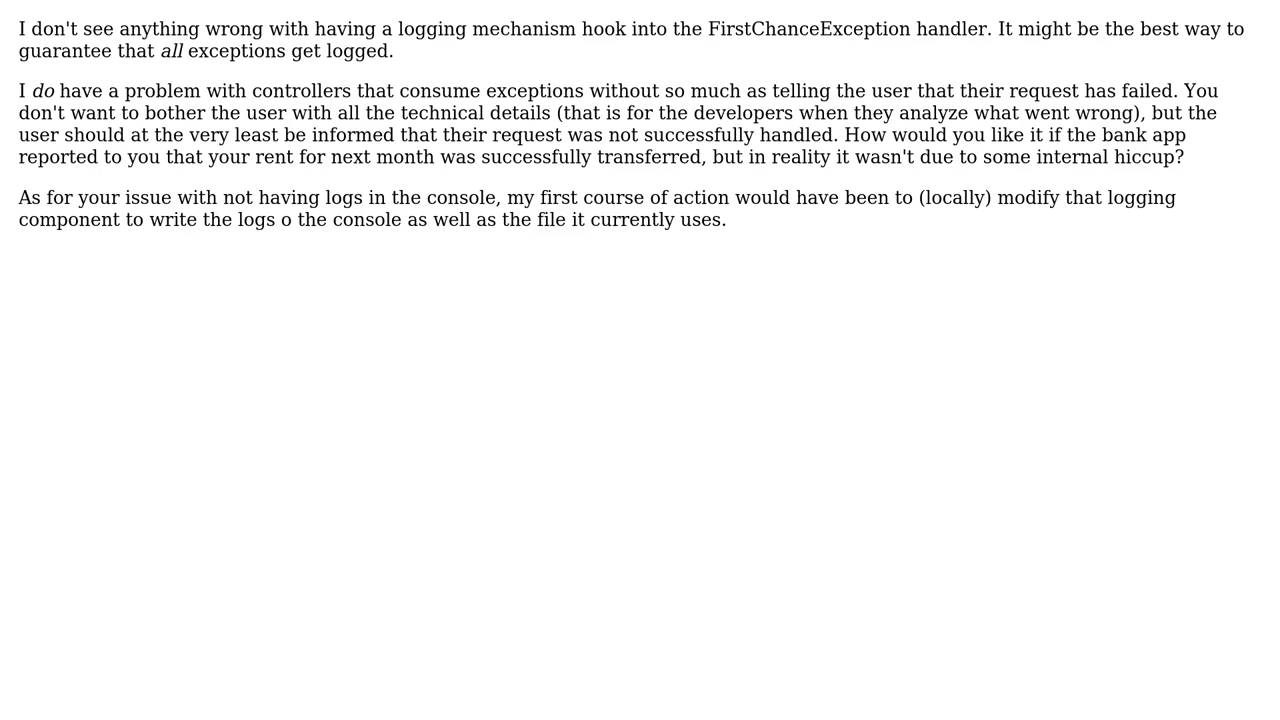 I don't see anything wrong with having a logging mechanism hook into the FirstChanceException handler. It might be the best way to
guarantee that all exceptions get logged.
I do have a problem with controllers that consume exceptions without so much as telling the user that their request has failed. You
don't want to bother the user with all the technical details (that is for the developers when they analyze what went wrong), but the
user should at the very least be informed that their request was not successfully handled. How would you like it if the bank app
reported to you that your rent for next month was successfully transferred, but in reality it wasn't due to some internal hiccup?
As for your issue with not having logs in the console, my first course of action would have been to (locally) modify that logging
component to write the logs o the console as well as the file it currently uses.